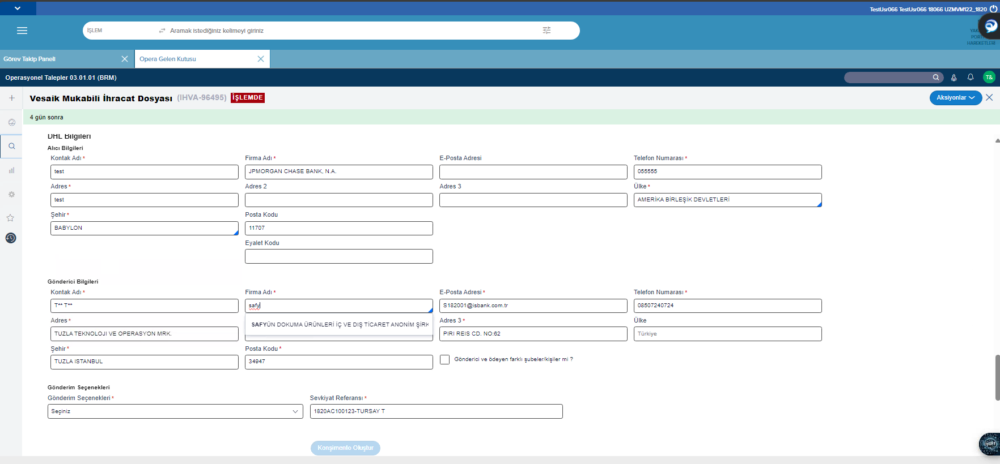 TestUsr066 TestUsr066 18066 UZMVM122_1820
İŞLEM
Aramak istediğiniz kelimeyi giriniz
HAREKETLERİ
Görev Takip Paneli
Opera Gelen Kutusu
Operasyonel Talepler 03.01.01 (BRM)
T&
Vesaik Mukabili İhracat Dosyası (IHVA-96495) İŞLEMDE
Aksiyonlar
4 gün sonra
DHL Bilgileri
Alıcı Bilgileri
Kontak Adı * Firma Adı * E-Posta Adresi Telefon Numarası *
test JPMORGAN CHASE BANK, N.A. 055555
Adres * Adres 2 Adres 3 Ülke *
test AMERİKA BİRLEŞİK DEVLETLERİ
Şehir * Posta Kodu
BABYLON 11707
Eyalet Kodu
Gönderici Bilgileri
Kontak Adı * Firma Adı * E-Posta Adresi * Telefon Numarası *
T** T** safy S182001@isbank.com.tr 08507240724
Adres * Adres 3 * Ülke
SAFYÜN DOKUMA ÜRÜNLERİ İÇ VE DIŞ TİCARET ANONİM ŞİRK
TUZLA TEKNOLOJI VE OPERASYON MRK. PIRI REIS CD. NO:62 Türkiye
Şehir * Posta Kodu *
TUZLA ISTANBUL 34947
Gönderici ve ödeyen farklı şubeler/kişiler mi ?
Gönderim Seçenekleri
Gönderim Seçenekleri * Sevkiyat Referansı *
Seçiniz 1820AC100123-TURSAY T
Konşimento Oluştur